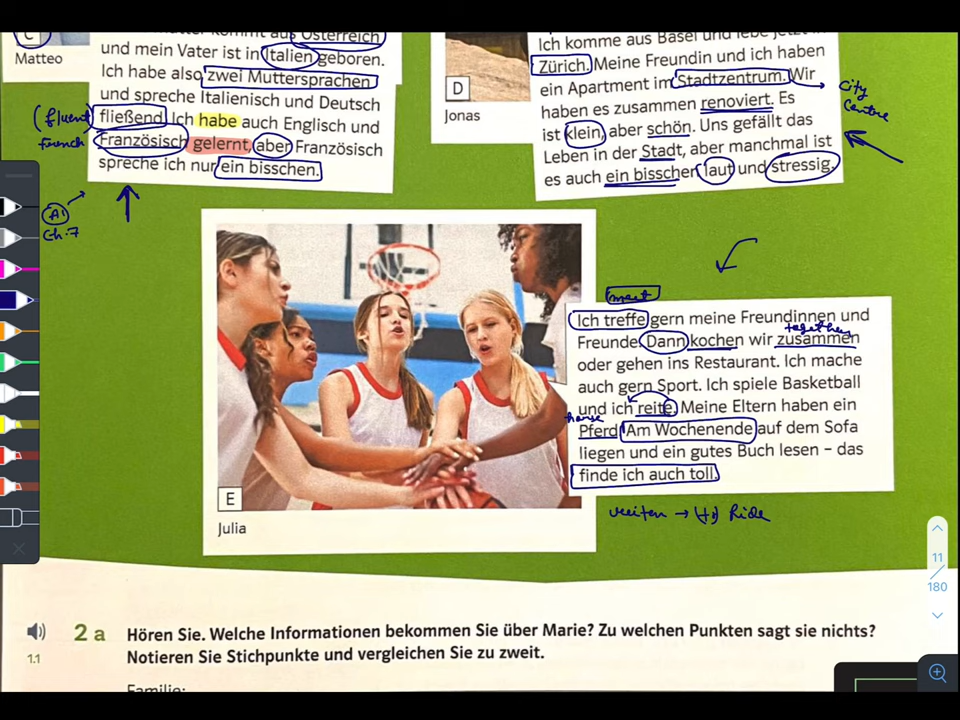 Matteo
Österreich
und mein Vater ist in Italien geboren.
Ich habe also zwei Muttersprachen
und spreche Italienisch und Deutsch
fließend. Ich habe auch Englisch und
Französisch gelernt, aber Französisch
spreche ich nur ein bisschen.
(fluent)
French
A1
Ch. 7
D
Jonas
Ich komme aus Basel und lebe jetzt in
Zürich. Meine Freundin und ich haben
ein Apartment im Stadtzentrum. Wir
haben es zusammen renoviert. Es
ist klein, aber schön. Uns gefällt das
Leben in der Stadt, aber manchmal ist
es auch ein bisschen laut und stressig.
City
Centre
E
Julia
meet
Ich treffe gern meine Freundinnen und
together
Freunde. Dann kochen wir zusammen
oder gehen ins Restaurant. Ich mache
auch gern Sport. Ich spiele Basketball
und ich reite. Meine Eltern haben ein
horse
Pferd. Am Wochenende auf dem Sofa
liegen und ein gutes Buch lesen – das
finde ich auch toll.
reiten → to Ride
11
180
2 a Hören Sie. Welche Informationen bekommen Sie über Marie? Zu welchen Punkten sagt sie nichts?
1.1 Notieren Sie Stichpunkte und vergleichen Sie zu zweit.
Familie: